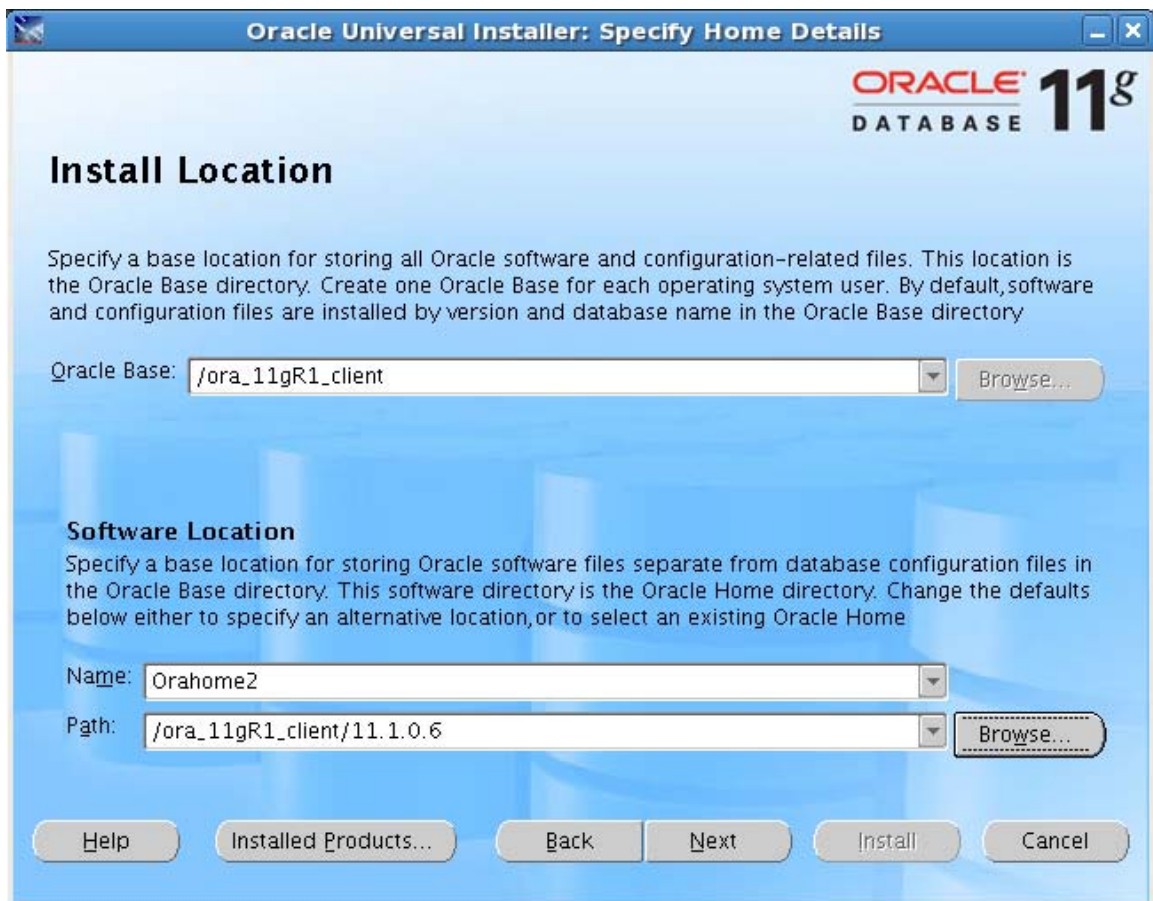 Oracle Universal Installer: Specify Home Details
ORACLE 11g
DATABASE
Install Location
Specify a base location for storing all Oracle software and configuration-related files. This location is
the Oracle Base directory. Create one Oracle Base for each operating system user. By default,software
and configuration files are installed by version and database name in the Oracle Base directory
Oracle Base: /ora_11gR1_client Browse...
Software Location
Specify a base location for storing Oracle software files separate from database configuration files in
the Oracle Base directory. This software directory is the Oracle Home directory. Change the defaults
below either to specify an alternative location,or to select an existing Oracle Home
Name: Orahome2
Path: /ora_11gR1_client/11.1.0.6 Browse...
Help Installed Products... Back Next Install Cancel